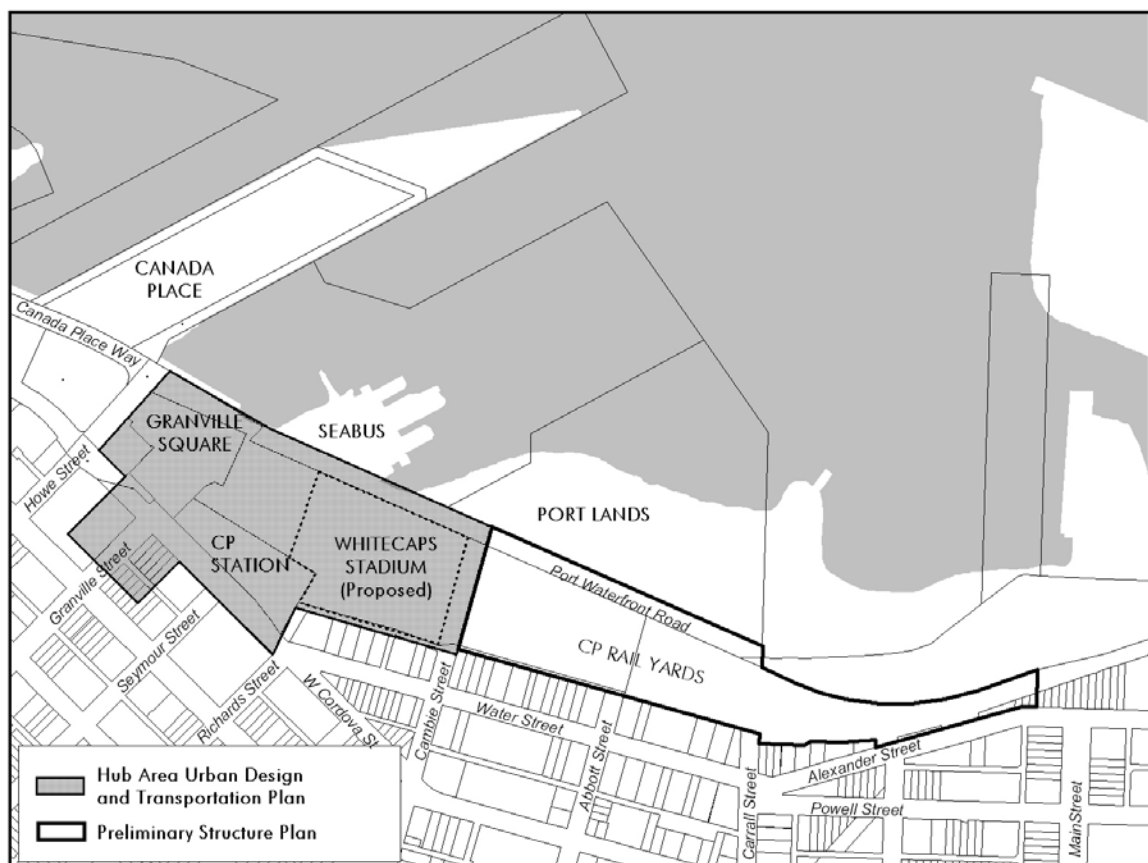 CANADA
PLACE
Canada Place Way
GRANVILLE
SQUARE
SEABUS
Howe Street
PORT LANDS
CP
STATION
WHITECAPS
STADIUM
(Proposed)
Port Waterfront Road
Granville Street
CP RAIL YARDS
Seymour Street
Richards Street
W Cordova St
Cambie Street
Water Street
Abbott Street
Alexander Street
Carrall Street
Powell Street
MainStreet
Hub Area Urban Design
and Transportation Plan
Preliminary Structure Plan